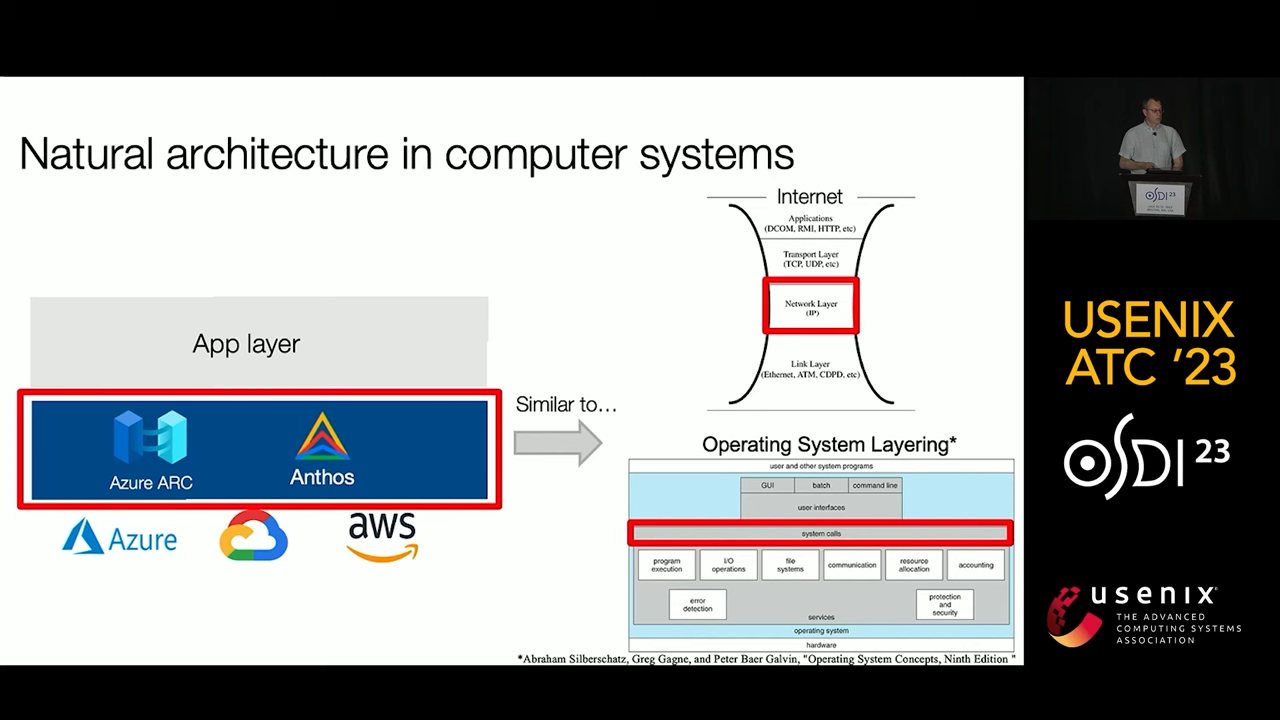 Natural architecture in computer systems
App layer
Azure ARC
Anthos
Azure
aws
Similar to...
Internet
Applications
(DCOM, RMI, HTTP, etc)
Transport Layer
(TCP, UDP, etc)
Network Layer
(IP)
Link Layer
(Ethernet, ATM, CDPD, etc)
Operating System Layering*
user and other system programs
GUI
batch
command line
user interfaces
system calls
program
execution
I/O
operations
file
systems
communication
resource
allocation
accounting
error
detection
protection
and
security
services
operating system
hardware
*Abraham Silberschatz, Greg Gagne, and Peter Baer Galvin, "Operating System Concepts, Ninth Edition "
OSDI 23
USENIX
ATC '23
OSDI 23
usenix
THE ADVANCED
COMPUTING SYSTEMS
ASSOCIATION